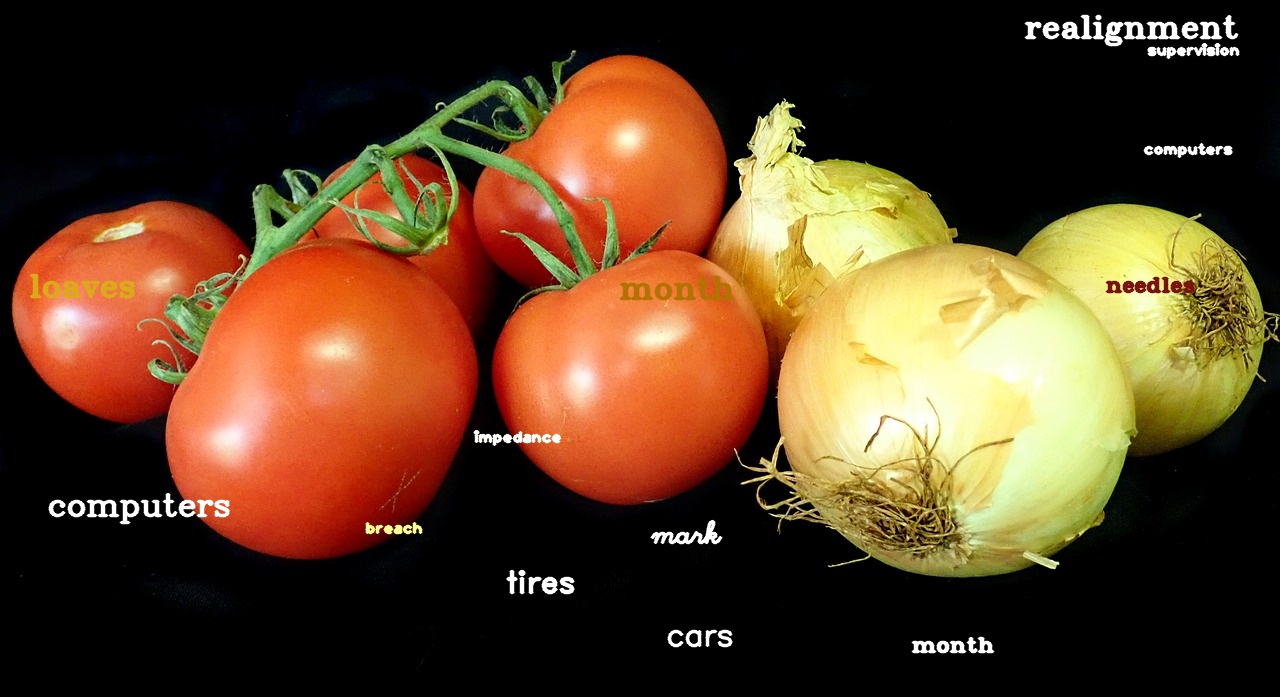 realignment
supervision
computers
loaves
month
needles
impedance
computers
breach
mark
tires
cars
month